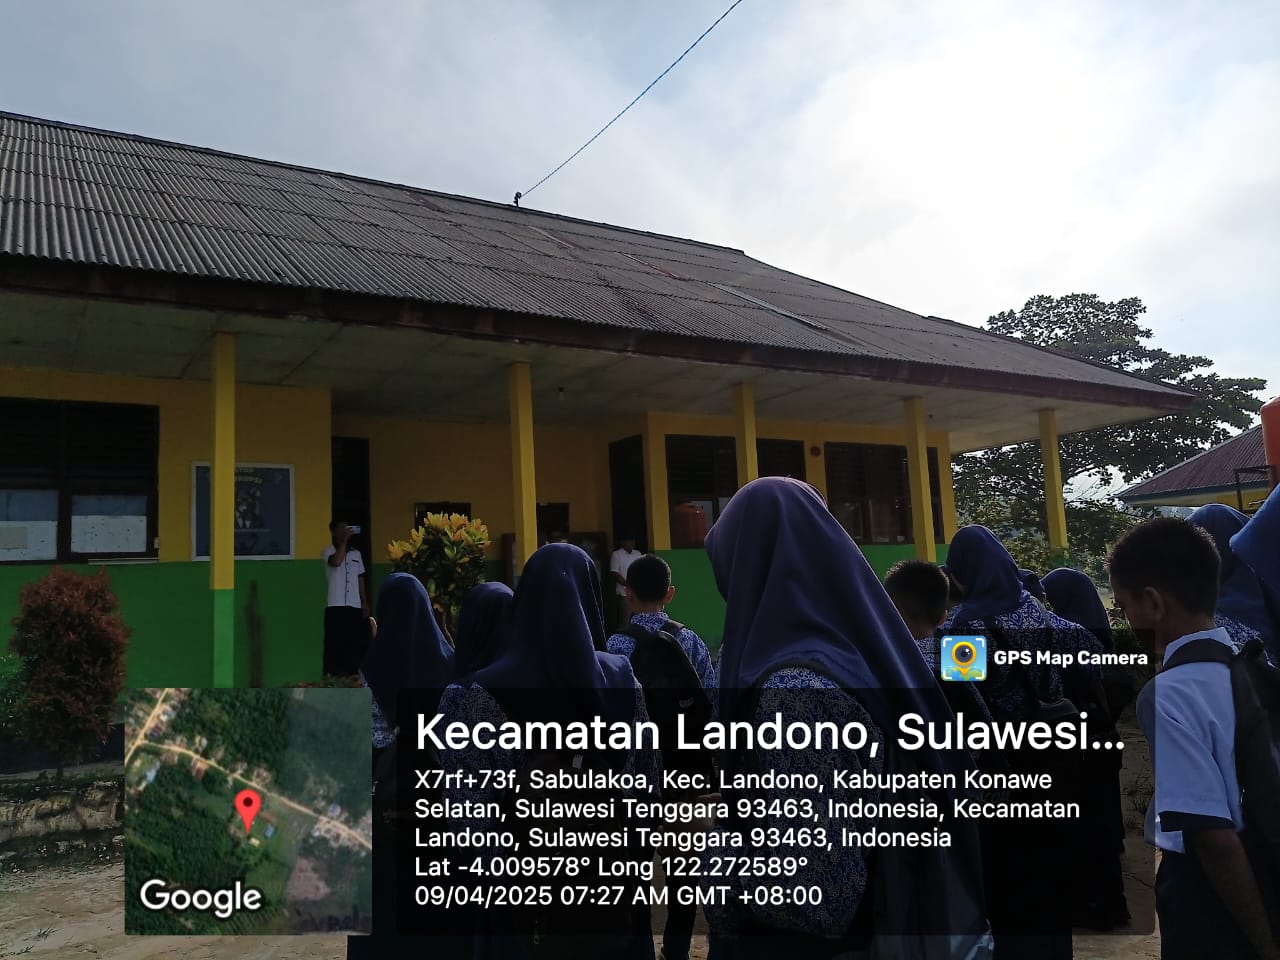 GPS Map Camera
Kecamatan Landono, Sulawesi...
X7rf+73f, Sabulakoa, Kec. Landono, Kabupaten Konawe
Selatan, Sulawesi Tenggara 93463, Indonesia, Kecamatan
Landono, Sulawesi Tenggara 93463, Indonesia
Lat -4.009578° Long 122.272589°
09/04/2025 07:27 AM GMT +08:00
Google